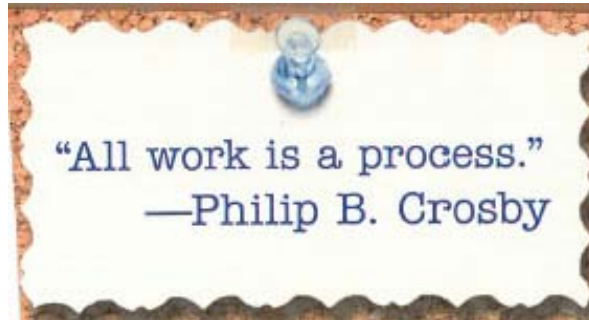 “All work is a process.”
—Philip B. Crosby